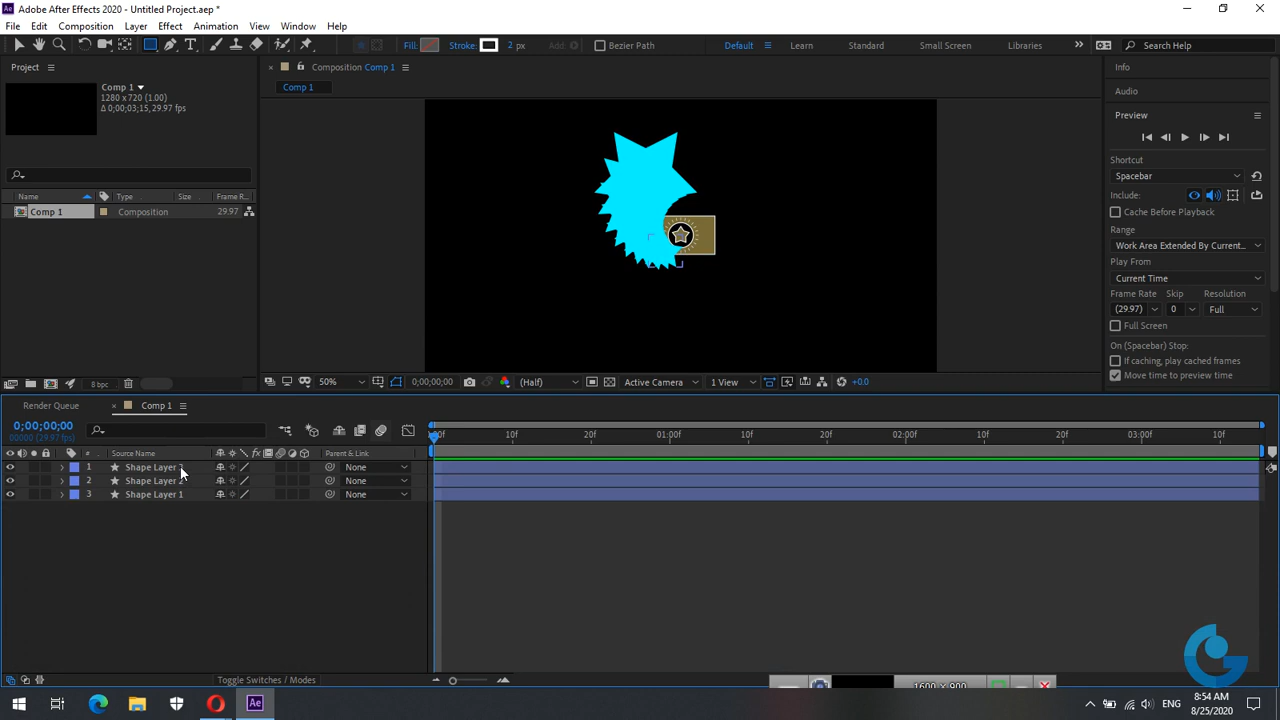 Adobe After Effects 2020 - Untitled Project.aep *
File Edit Composition Layer Effect Animation View Window Help
Fill: Stroke: 2 px Add: Bezier Path Default Learn Standard Small Screen Libraries Search Help
Project
Comp 1
1280 x 720 (1.00)
Δ 0;00;03;15, 29.97 fps
Name Type Size Frame R...
Comp 1 Composition 29.97
8 bpc
Composition Comp 1
Comp 1
50% 0;00;00;00 (Half) Active Camera 1 View +0.0
Info
Audio
Preview
Shortcut
Spacebar
Include:
Cache Before Playback
Range
Work Area Extended By Current...
Play From
Current Time
Frame Rate Skip Resolution
(29.97) 0 Full
Full Screen
On (Spacebar) Stop:
If caching, play cached frames
Move time to preview time
Render Queue Comp 1
0;00;00;00
00000 (29.97 fps)
# Source Name Parent & Link
10f 20f 01:00f 10f 20f 02:00f 10f 20f 03:00f 10f
1 Shape Layer None
2 Shape Layer None
3 Shape Layer 1 None
Toggle Switches / Modes
1600 x 900
Ae
ENG
8:54 AM
8/25/2020